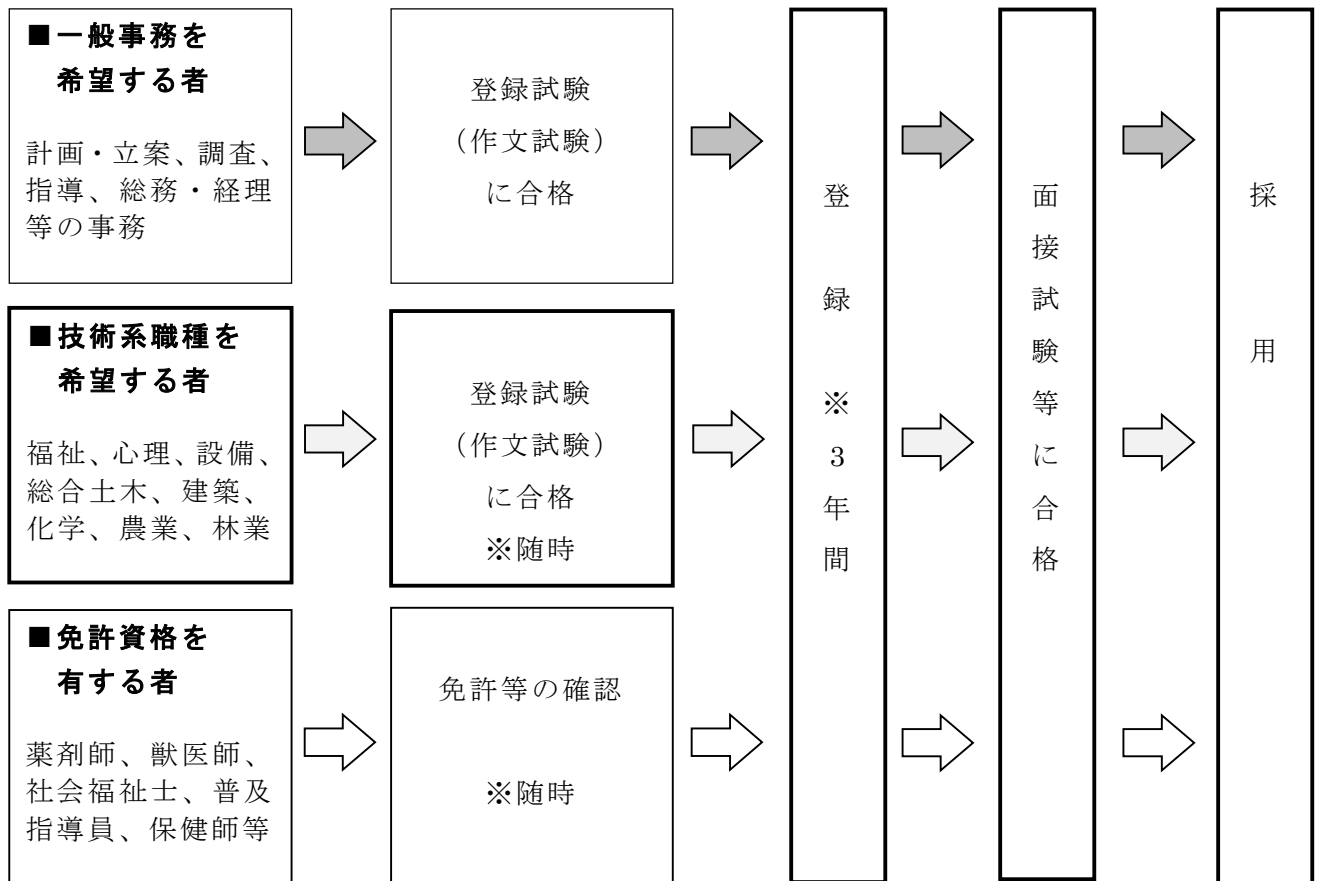 ■一般事務を
希望する者
計画・立案、調査、
指導、総務・経理
等の事務
登録試験
（作文試験）
に合格
■技術系職種を
希望する者
福祉、心理、設備、
総合土木、建築、
化学、農業、林業
登録試験
（作文試験）
に合格
※随時
■免許資格を
有する者
薬剤師、獣医師、
社会福祉士、普及
指導員、保健師等
免許等の確認
※随時
登録※3年間
面接試験等に合格
採用